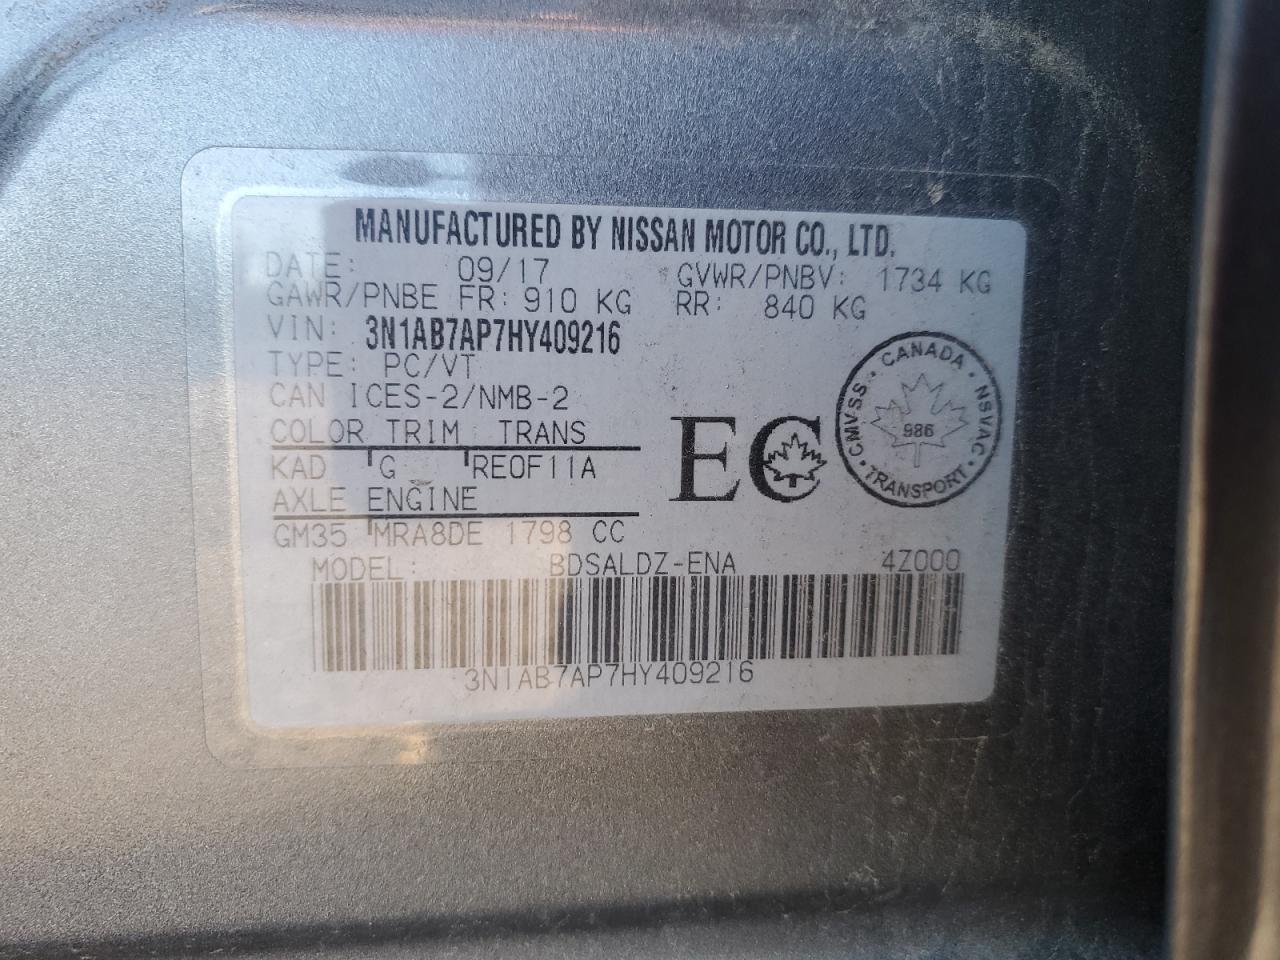 MANUFACTURED BY NISSAN MOTOR CO., LTD.
DATE: 09/17 GVWR/PNBV: 1734 KG
GAWR/PNBE FR: 910 KG RR: 840 KG
VIN: 3N1AB7AP7HY409216
TYPE: PC/VT
CAN ICES-2/NMB-2
COLOR TRIM TRANS
KAD G RE0F11A
AXLE ENGINE
GM35 MRA8DE 1798 CC
EC
CANADA · NSVAC · TRANSPORT · CMVSS ·
986
MODEL: BDSALDZ-ENA 4Z000
3N1AB7AP7HY409216